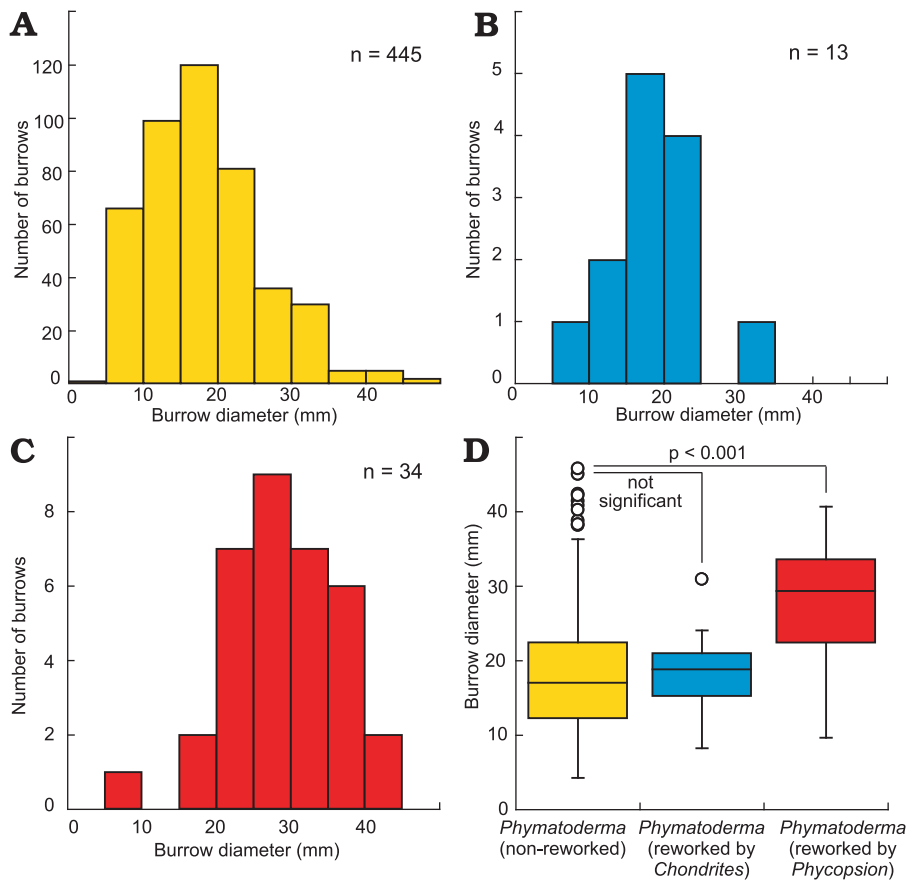 A
n = 445
Number of burrows
120
100
80
60
40
20
0
0
10
20
30
40
Burrow diameter (mm)
B
n = 13
Number of burrows
5
4
3
2
1
0
0
10
20
30
40
Burrow diameter (mm)
C
n = 34
Number of burrows
8
6
4
2
0
0
10
20
30
40
Burrow diameter (mm)
D
p < 0.001
not
significant
Burrow diameter (mm)
40
30
20
10
0
Phymatoderma
(non-reworked)
Phymatoderma
(reworked by
Chondrites)
Phymatoderma
(reworked by
Phycopsion)